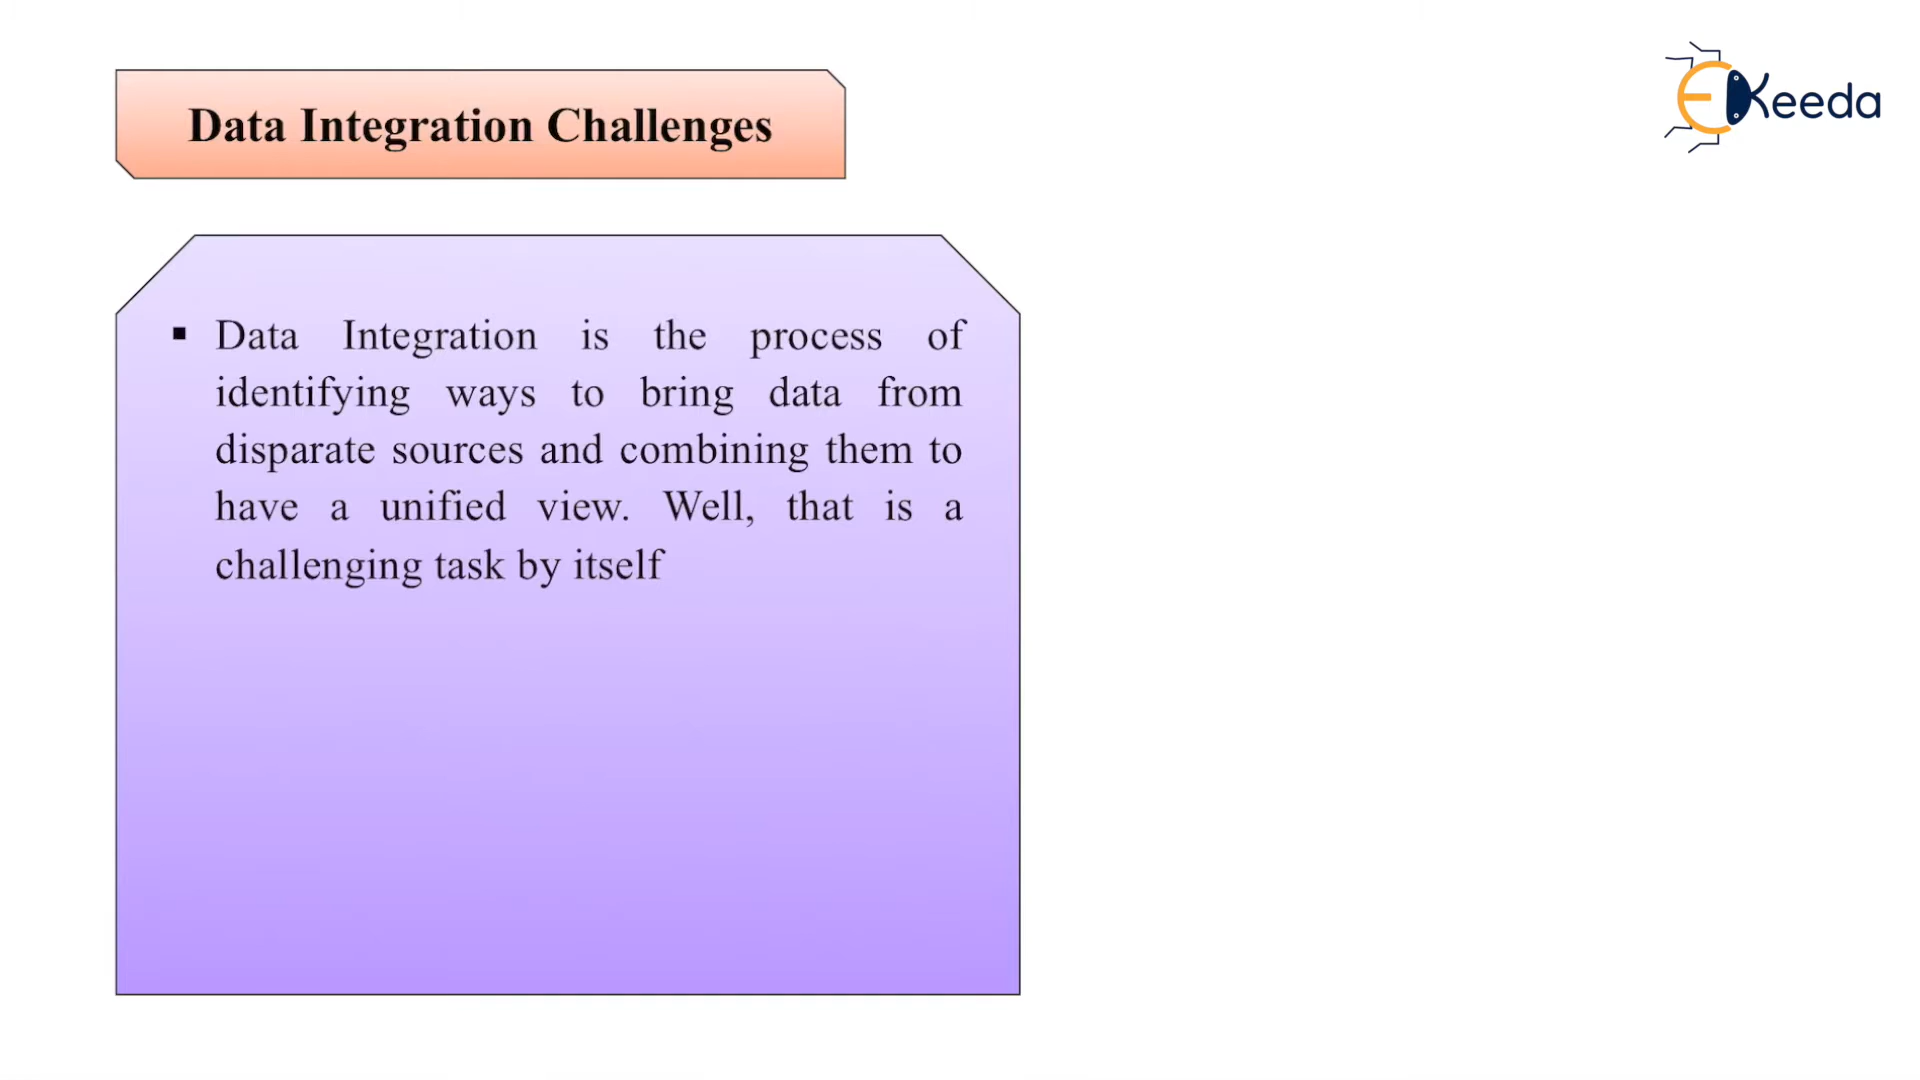 Data Integration Challenges
EKeeda
▪ Data Integration is the process of
identifying ways to bring data from
disparate sources and combining them to
have a unified view. Well, that is a
challenging task by itself